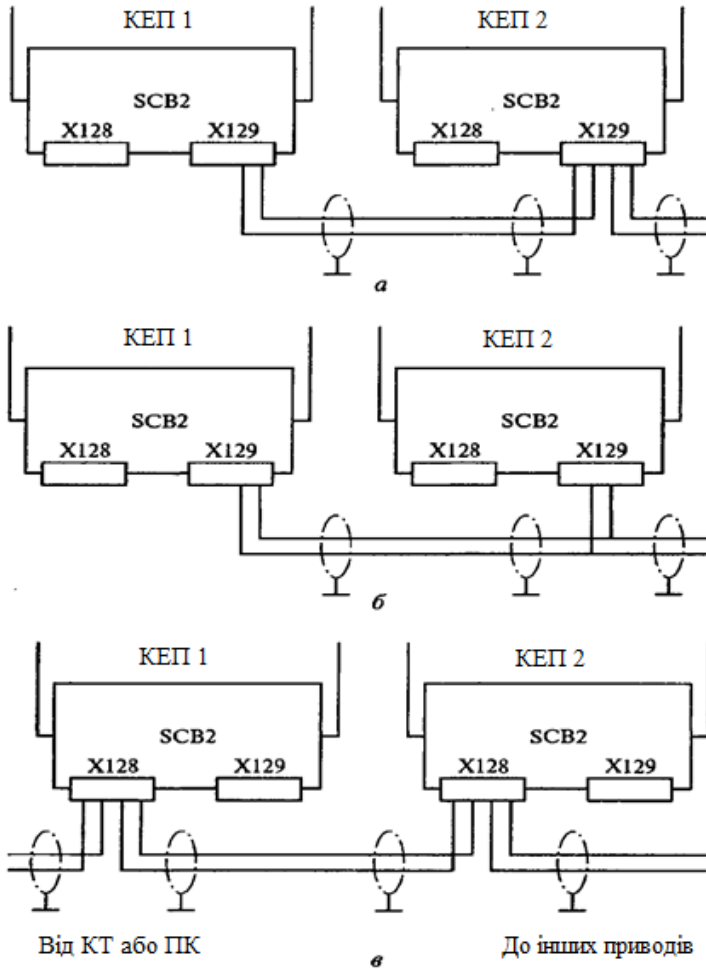 КЕП 1 КЕП 2
SCB2 SCB2
X128 X129 X128 X129
а
КЕП 1 КЕП 2
SCB2 SCB2
X128 X129 X128 X129
б
КЕП 1 КЕП 2
SCB2 SCB2
X128 X129 X128 X129
Від КТ або ПК До інших приводів
в